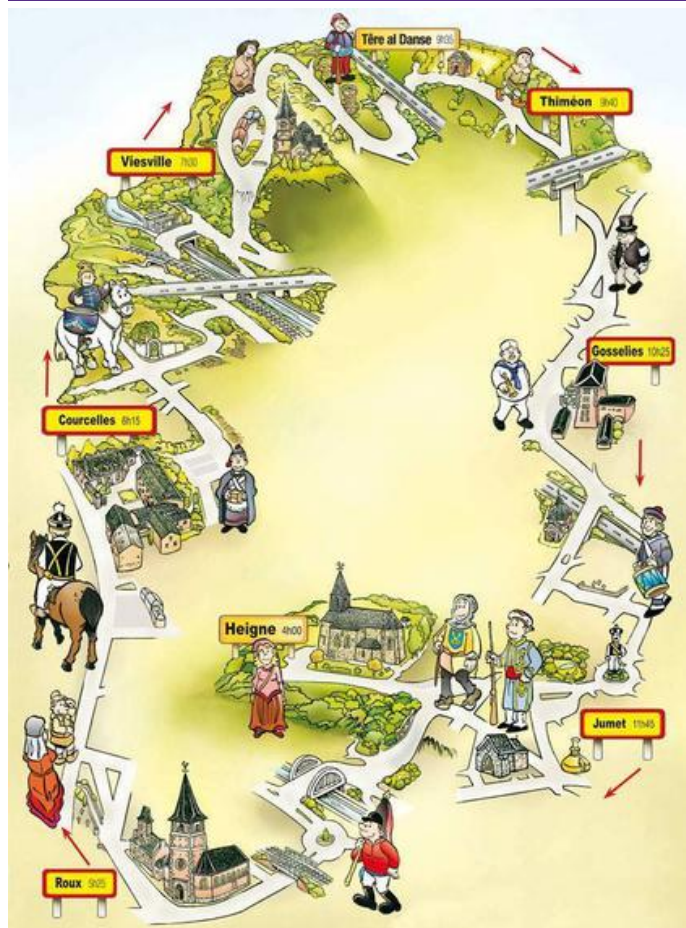 Têre al Danse 9h05
Thiméon 9h40
Viesville 7h30
Gosselies 10h25
Courcelles 6h15
Heigne 4h00
Jumet 11h45
Roux 5h25